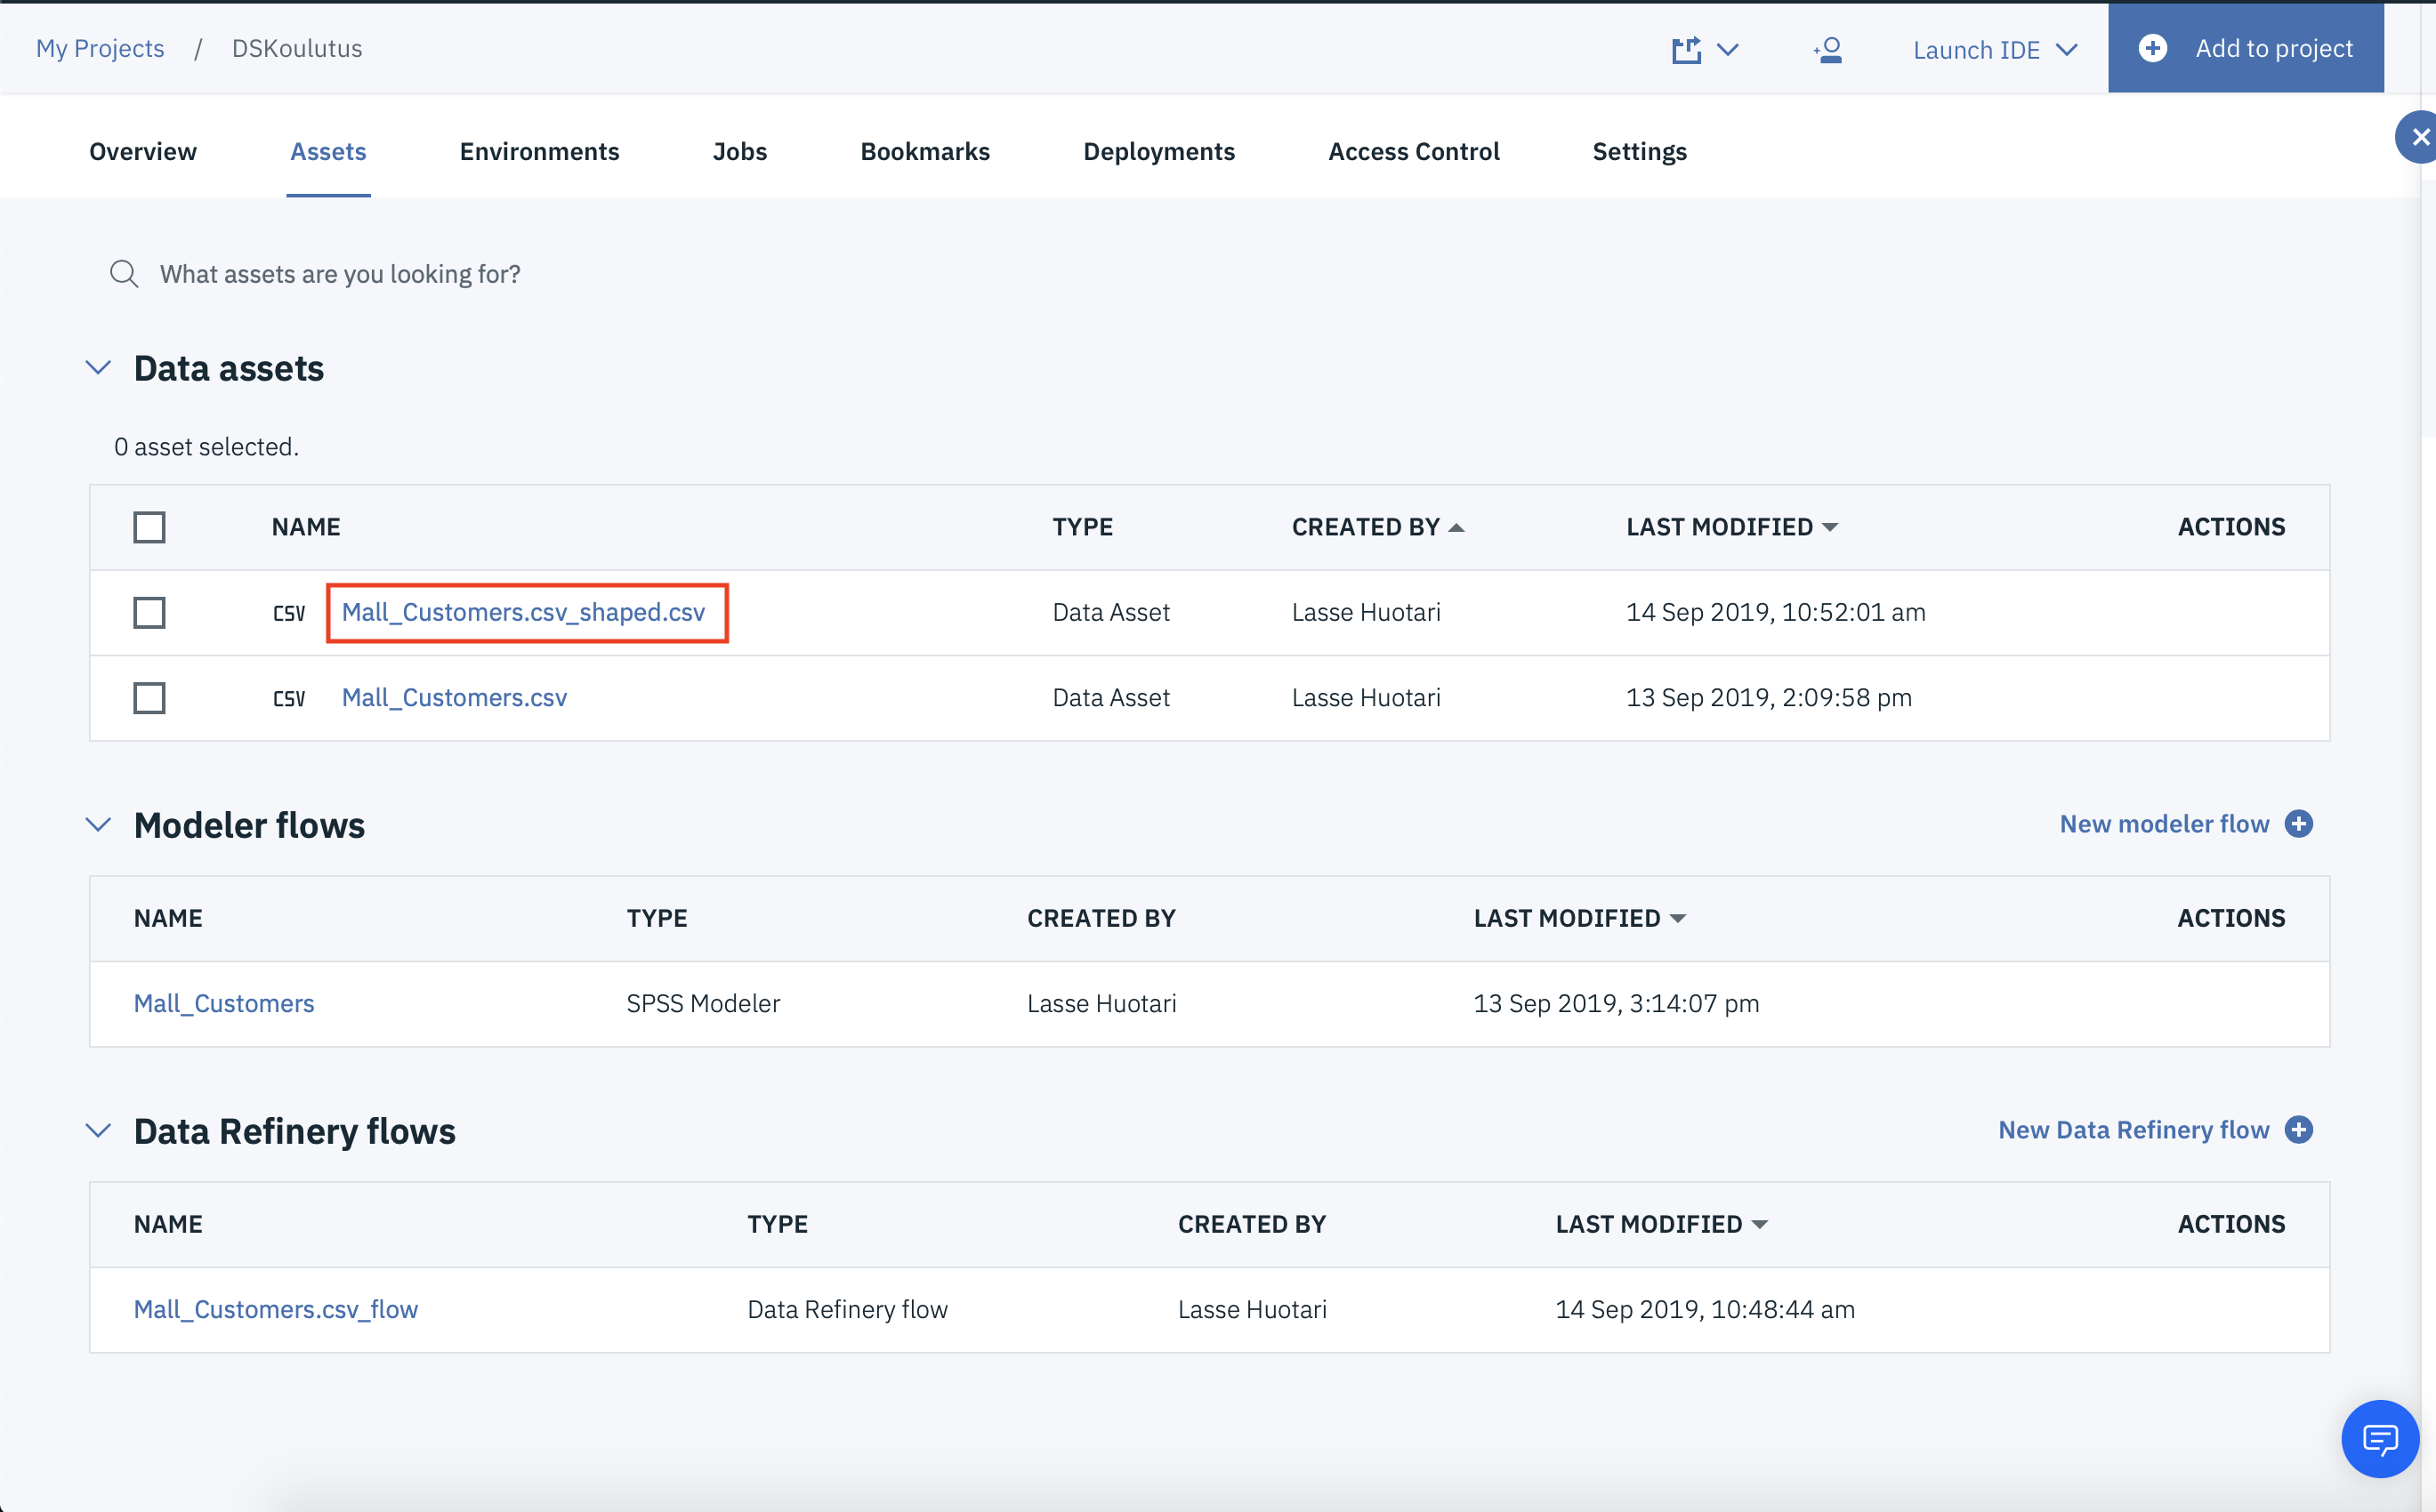 My Projects / DSKoulutus Launch IDE Add to project
Overview Assets Environments Jobs Bookmarks Deployments Access Control Settings
What assets are you looking for?
Data assets
0 asset selected.
NAME TYPE CREATED BY LAST MODIFIED ACTIONS
CSV Mall_Customers.csv_shaped.csv Data Asset Lasse Huotari 14 Sep 2019, 10:52:01 am
CSV Mall_Customers.csv Data Asset Lasse Huotari 13 Sep 2019, 2:09:58 pm
Modeler flows New modeler flow
NAME TYPE CREATED BY LAST MODIFIED ACTIONS
Mall_Customers SPSS Modeler Lasse Huotari 13 Sep 2019, 3:14:07 pm
Data Refinery flows New Data Refinery flow
NAME TYPE CREATED BY LAST MODIFIED ACTIONS
Mall_Customers.csv_flow Data Refinery flow Lasse Huotari 14 Sep 2019, 10:48:44 am